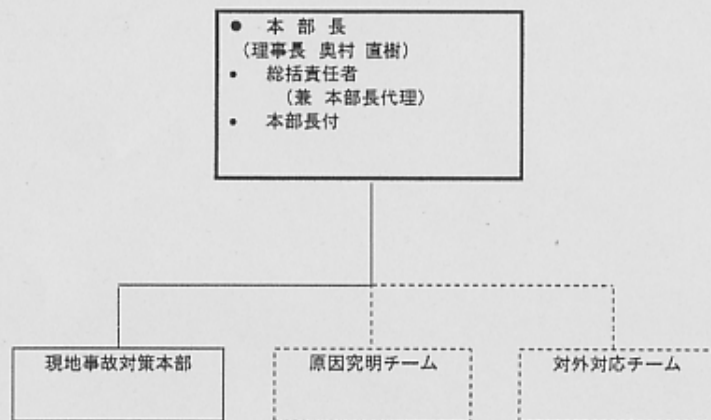 ● 本 部 長
(理事長 奥村 直樹)
• 総括責任者
(兼 本部長代理)
• 本部長付
現地事故対策本部
原因究明チーム
対外対応チーム